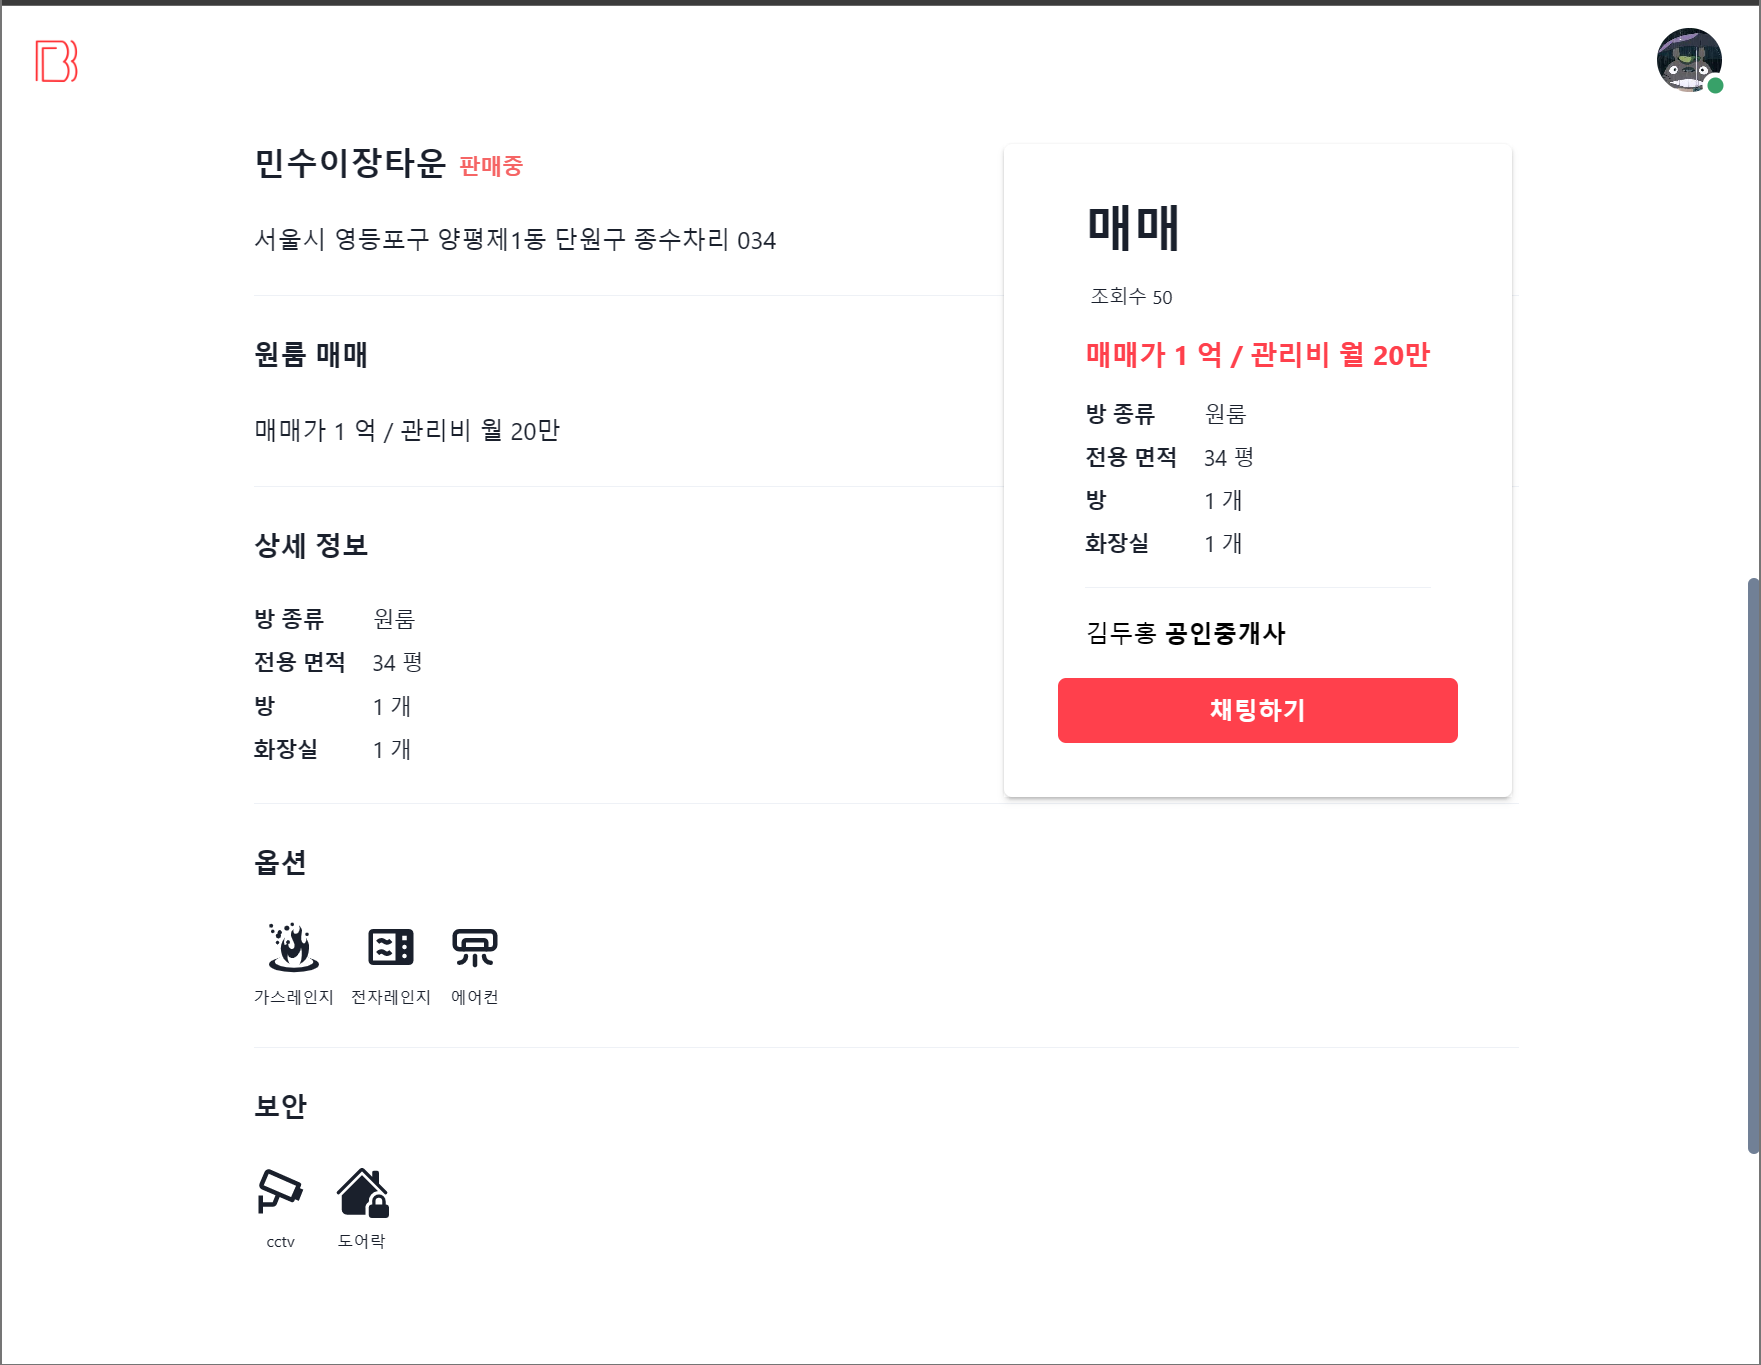 민수이장타운 판매중
서울시 영등포구 양평제1동 단원구 종수차리 034
원룸 매매
매매가 1 억 / 관리비 월 20만
상세 정보
방 종류 원룸
전용 면적 34 평
방 1 개
화장실 1 개
옵션
가스레인지 전자레인지 에어컨
보안
cctv 도어락
매매
조회수 50
매매가 1 억 / 관리비 월 20만
방 종류 원룸
전용 면적 34 평
방 1 개
화장실 1 개
김두홍 공인중개사
채팅하기